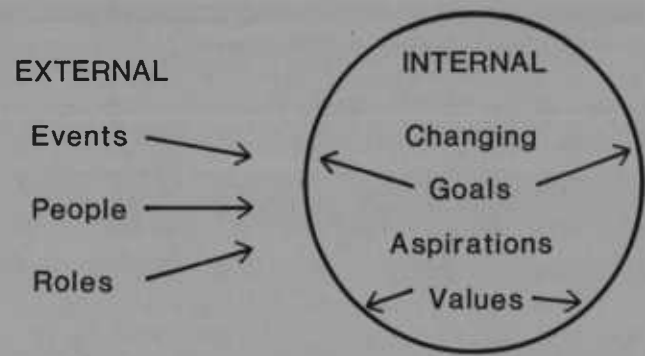 EXTERNAL
Events
People
Roles
INTERNAL
Changing
Goals
Aspirations
Values